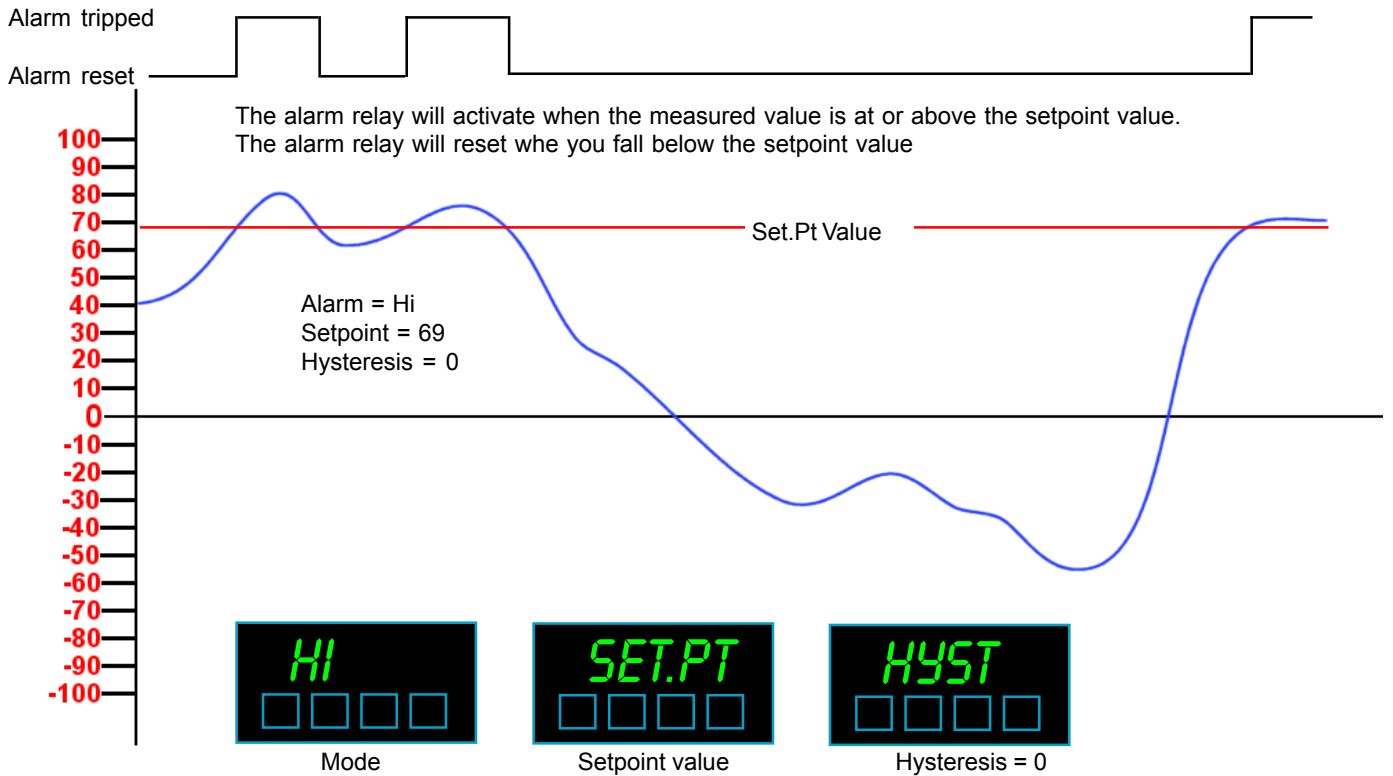 Alarm tripped
Alarm reset
The alarm relay will activate when the measured value is at or above the setpoint value.
The alarm relay will reset whe you fall below the setpoint value
100
90
80
70
60
50
40
30
20
10
0
-10
-20
-30
-40
-50
-60
-70
-80
-90
-100
Set.Pt Value
Alarm = Hi
Setpoint = 69
Hysteresis = 0
HI
SET.PT
HYST
Mode
Setpoint value
Hysteresis = 0